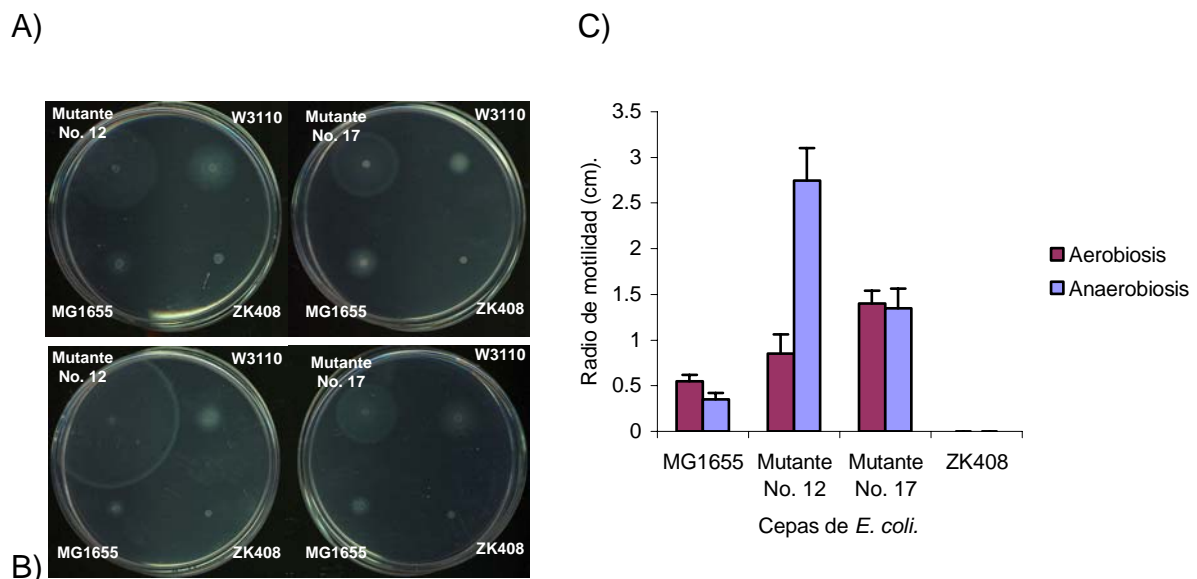 A)
C)
Mutante
No. 12
W3110
Mutante
No. 17
W3110
MG1655
ZK408
MG1655
ZK408
Mutante
No. 12
W3110
Mutante
No. 17
W3110
MG1655
ZK408
MG1655
ZK408
B)
3.5
3
2.5
2
1.5
1
0.5
0
Radio de motilidad (cm).
MG1655
Mutante
No. 12
Mutante
No. 17
ZK408
Cepas de E. coli.
Aerobiosis
Anaerobiosis